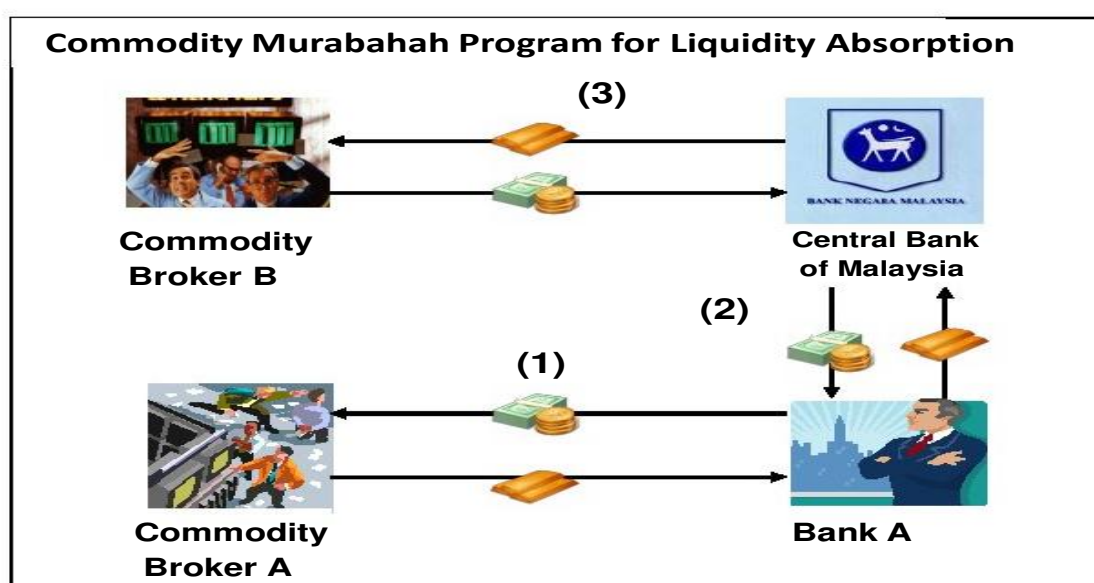 Commodity Murabahah Program for Liquidity Absorption
(3)
BANK NEGARA MALAYSIA
Commodity
Broker B
Central Bank
of Malaysia
(2)
(1)
Commodity
Broker A
Bank A